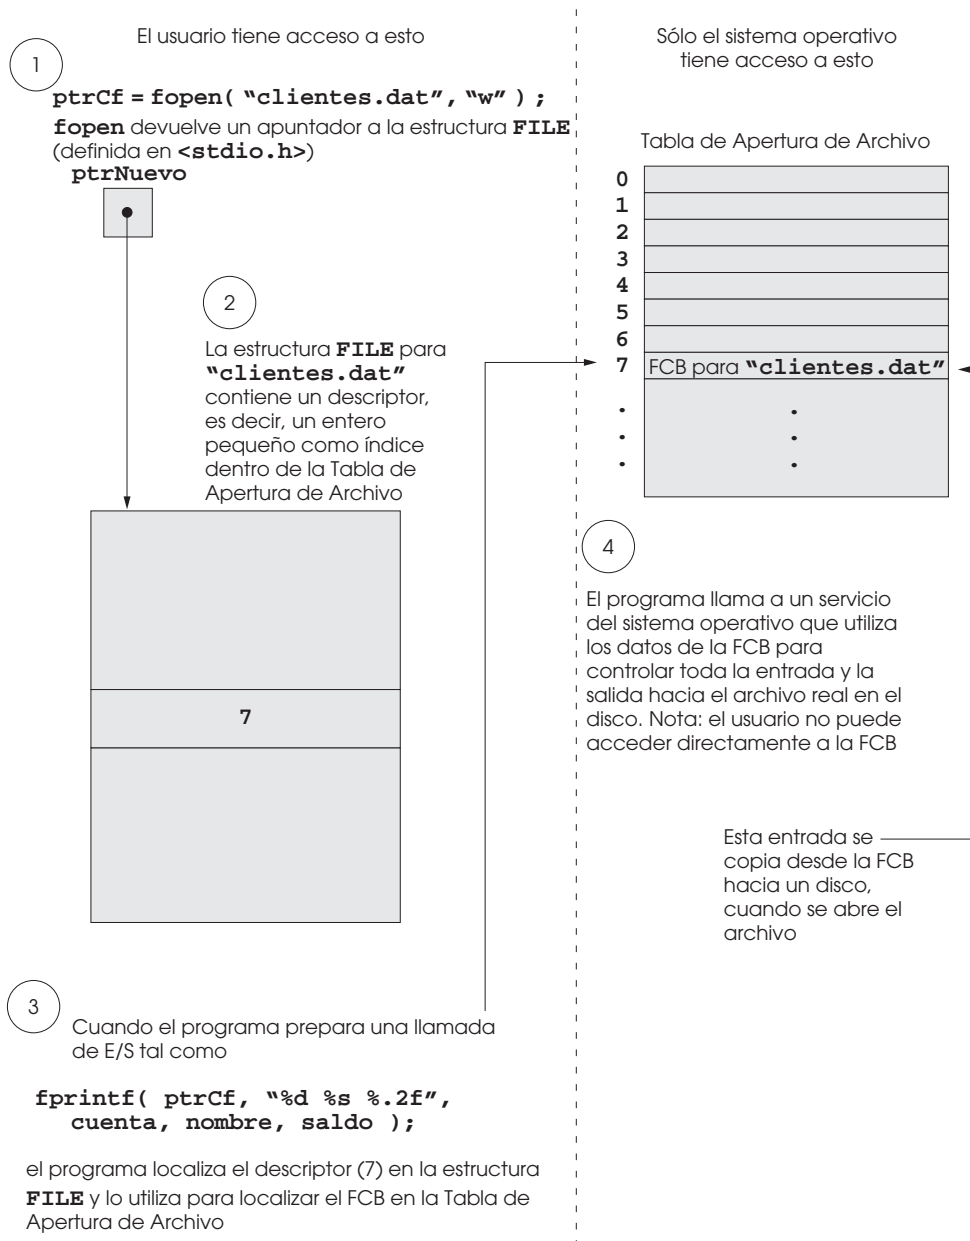 El usuario tiene acceso a esto
1
ptrCf = fopen( “clientes.dat”, “w” ) ;
fopen devuelve un apuntador a la estructura FILE
(definida en <stdio.h>)
ptrNuevo
2
La estructura FILE para
“clientes.dat”
contiene un descriptor,
es decir, un entero
pequeño como índice
dentro de la Tabla de
Apertura de Archivo
7
3
Cuando el programa prepara una llamada
de E/S tal como
fprintf( ptrCf, “%d %s %.2f”,
cuenta, nombre, saldo );
el programa localiza el descriptor (7) en la estructura
FILE y lo utiliza para localizar el FCB en la Tabla de
Apertura de Archivo
Sólo el sistema operativo
tiene acceso a esto
Tabla de Apertura de Archivo
0
1
2
3
4
5
6
7 FCB para “clientes.dat”
. .
. .
. .
4
El programa llama a un servicio
del sistema operativo que utiliza
los datos de la FCB para
controlar toda la entrada y la
salida hacia el archivo real en el
disco. Nota: el usuario no puede
acceder directamente a la FCB
Esta entrada se
copia desde la FCB
hacia un disco,
cuando se abre el
archivo